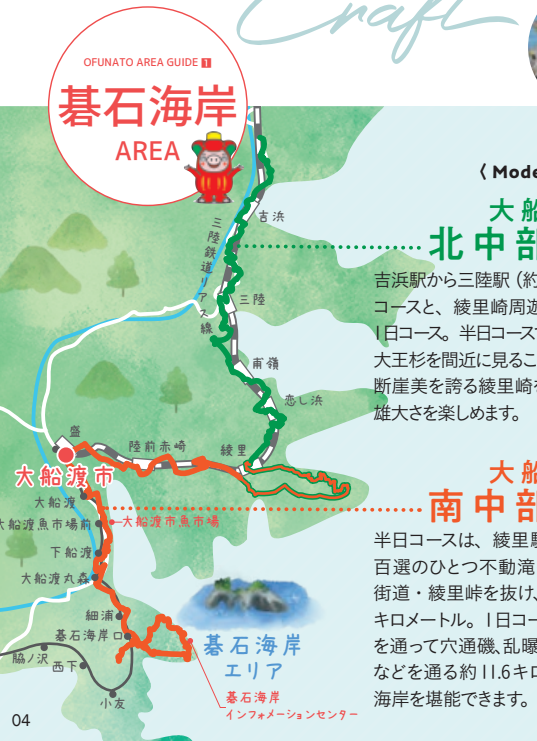 Craft
OFUNATO AREA GUIDE 1
碁石海岸
AREA
吉浜
三陸鉄道リアス線
三陸
甫嶺
恋し浜
綾里
陸前赤崎
盛
大船渡市
大船渡
大船渡魚市場前
大船渡市魚市場
下船渡
大船渡丸森
細浦
碁石海岸口
脇ノ沢
西下
小友
碁石海岸
エリア
碁石海岸
インフォメーションセンター
04
〈 Mode
大船
北中部
吉浜駅から三陸駅（約
コースと、綾里崎周遊
1日コース。半日コースで
大王杉を間近に見るこ
断崖美を誇る綾里崎を
雄大さを楽しめます。
大船
南中部
半日コースは、綾里駅
百選のひとつ不動滝
街道・綾里峠を抜け、
キロメートル。1日コー
を通って穴通磯、乱曝
などを通る約11.6キロ
海岸を堪能できます。